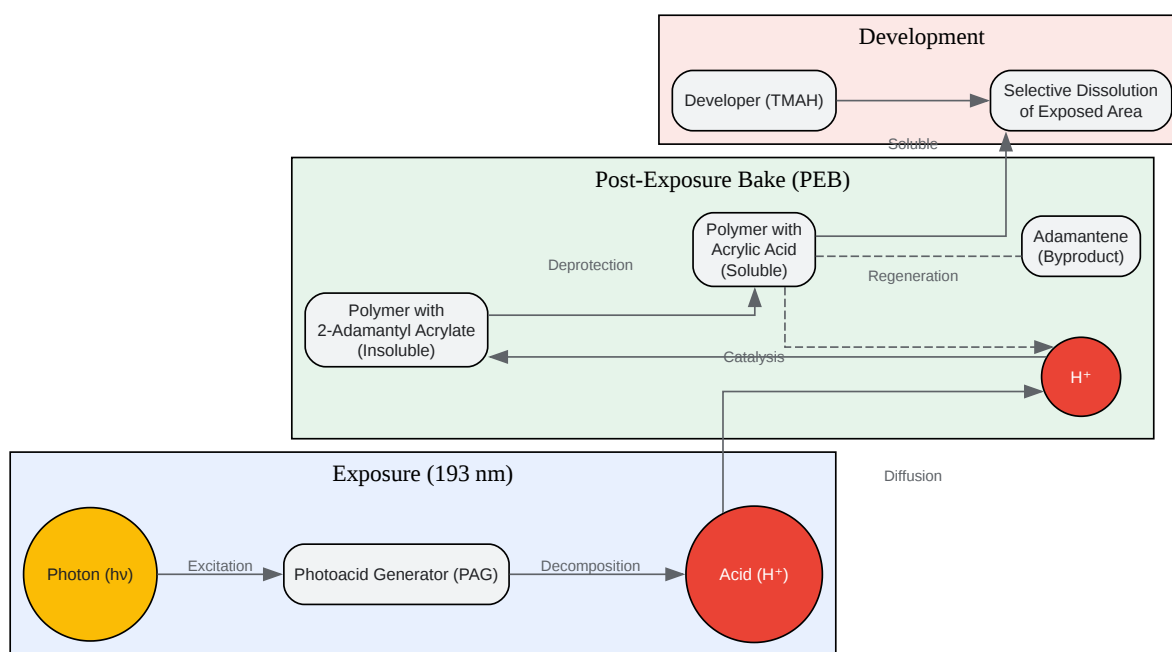 Development
Developer (TMAH)
Selective Dissolution
of Exposed Area
Soluble
Post-Exposure Bake (PEB)
Polymer with
Acrylic Acid
(Soluble)
Adamantene
(Byproduct)
Deprotection
Regeneration
Polymer with
2-Adamantyl Acrylate
(Insoluble)
Catalysis
H⁺
Exposure (193 nm)
Diffusion
Photon (hν)
Excitation
Photoacid Generator (PAG)
Decomposition
Acid (H⁺)